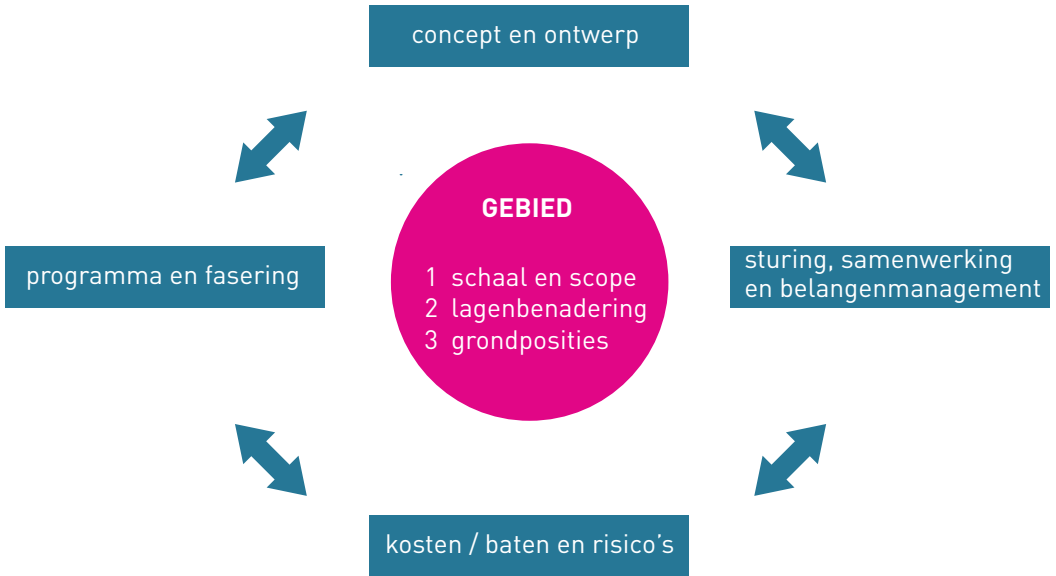 concept en ontwerp
GEBIED
programma en fasering
1 schaal en scope
2 lagenbenadering
3 grondposities
sturing, samenwerking
en belangenmanagement
kosten / baten en risico's